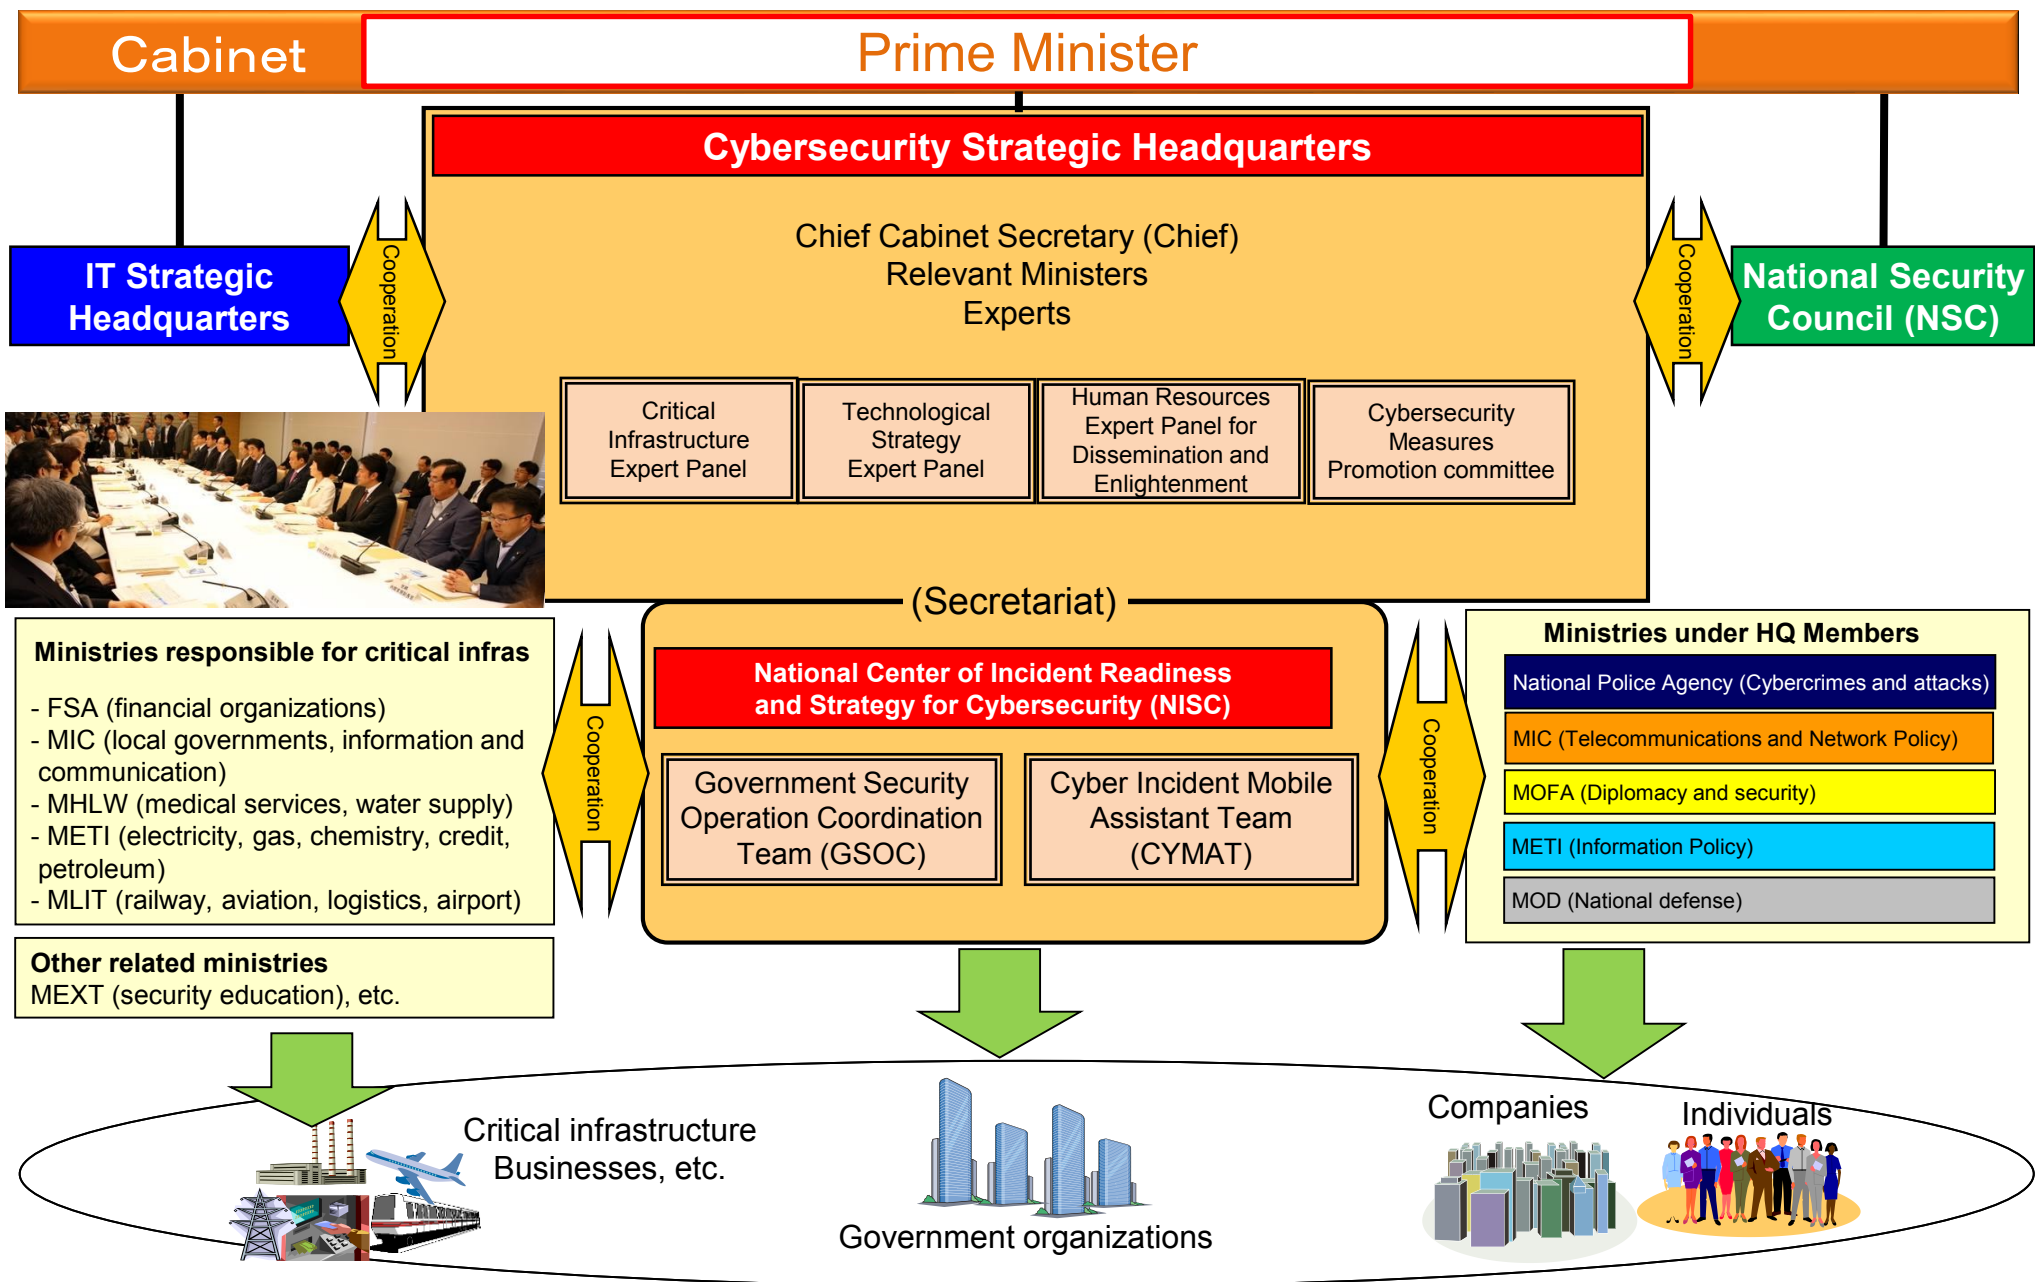 Cabinet
Prime Minister
Cybersecurity Strategic Headquarters
Chief Cabinet Secretary (Chief)
Relevant Ministers
Experts
IT Strategic
Headquarters
Cooperation
Cooperation
National Security
Council (NSC)
Critical
Infrastructure
Expert Panel
Technological
Strategy
Expert Panel
Human Resources
Expert Panel for
Dissemination and
Enlightenment
Cybersecurity
Measures
Promotion committee
(Secretariat)
Ministries responsible for critical infras
- FSA (financial organizations)
- MIC (local governments, information and
communication)
- MHLW (medical services, water supply)
- METI (electricity, gas, chemistry, credit,
petroleum)
- MLIT (railway, aviation, logistics, airport)
Other related ministries
MEXT (security education), etc.
Cooperation
National Center of Incident Readiness
and Strategy for Cybersecurity (NISC)
Government Security
Operation Coordination
Team (GSOC)
Cyber Incident Mobile
Assistant Team
(CYMAT)
Cooperation
Ministries under HQ Members
National Police Agency (Cybercrimes and attacks)
MIC (Telecommunications and Network Policy)
MOFA (Diplomacy and security)
METI (Information Policy)
MOD (National defense)
Critical infrastructure
Businesses, etc.
Government organizations
Companies
Individuals